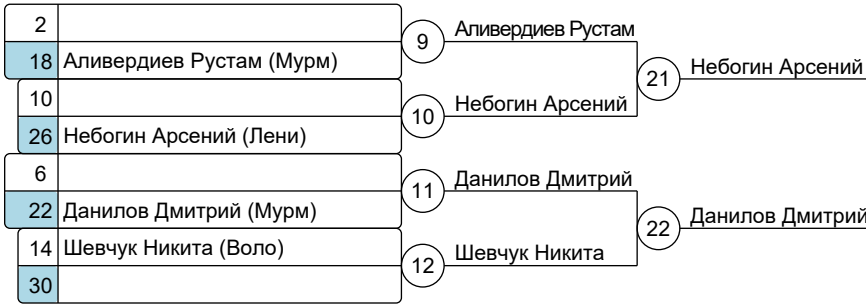 2
18 Аливердиев Рустам (Мурм)
10
26 Небогин Арсений (Лени)
6
22 Данилов Дмитрий (Мурм)
14 Шевчук Никита (Воло)
30
9 Аливердиев Рустам
10 Небогин Арсений
11 Данилов Дмитрий
12 Шевчук Никита
21 Небогин Арсений
22 Данилов Дмитрий